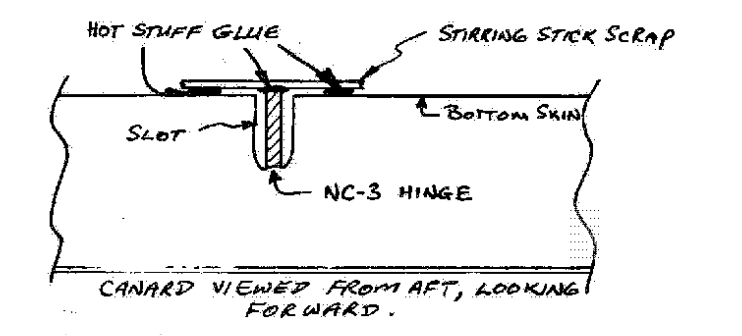 HOT STUFF GLUE
STIRRING STICK SCRAP
BOTTOM SKIN
SLOT
NC-3 HINGE
CANARD VIEWED FROM AFT, LOOKING
FORWARD.